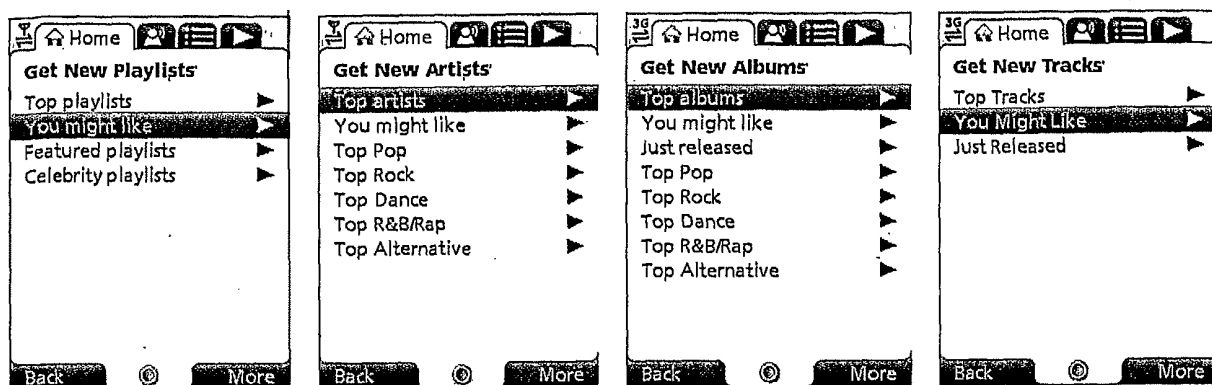 Home
Get New Playlists
Top playlists
You might like
Featured playlists
Celebrity playlists
Back More
Home
Get New Artists
Top artists
You might like
Top Pop
Top Rock
Top Dance
Top R&B/Rap
Top Alternative
Back More
3G Home
Get New Albums
Top albums
You might like
Just released
Top Pop
Top Rock
Top Dance
Top R&B/Rap
Top Alternative
Back More
3G Home
Get New Tracks
Top Tracks
You Might Like
Just Released
Back More